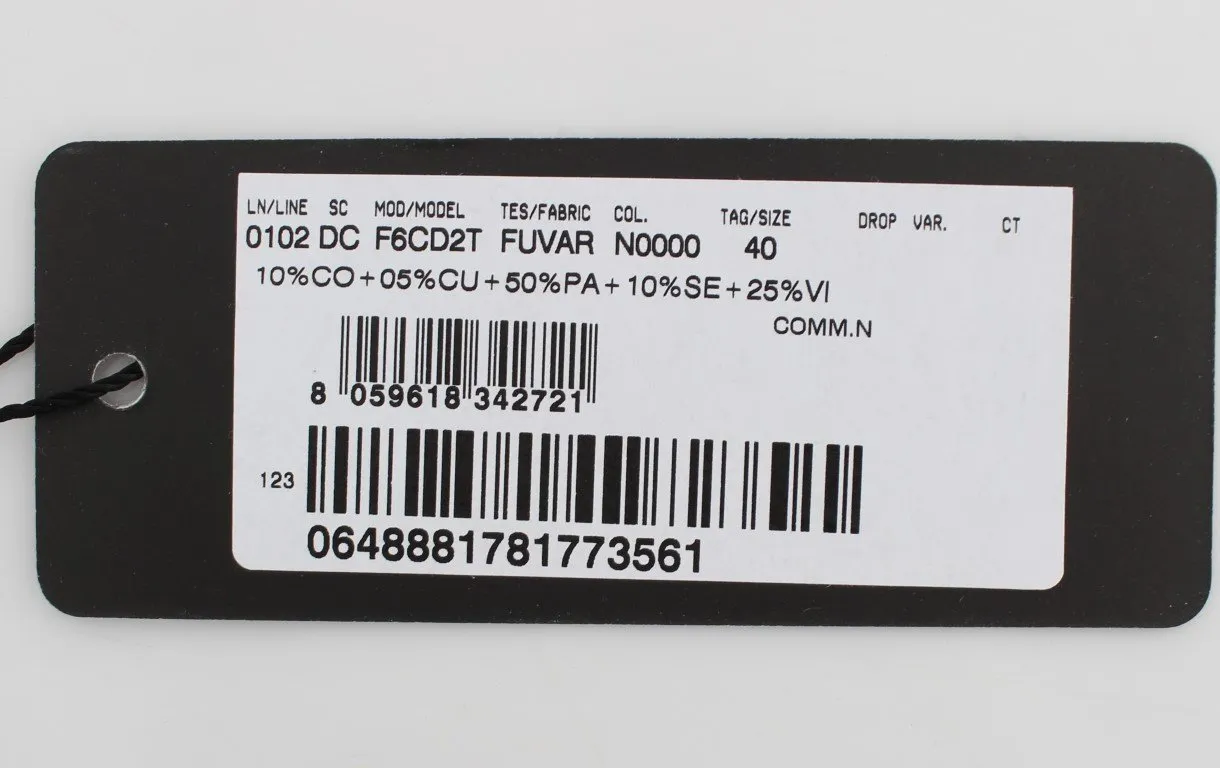 LN/LINE SC MOD/MODEL TES/FABRIC COL. TAG/SIZE DROP VAR. CT
0102 DC F6CD2T FUVAR N0000 40
10%CO+05%CU+50%PA+10%SE+25%VI
COMM.N
8 059618 342721
123
0648881781773561